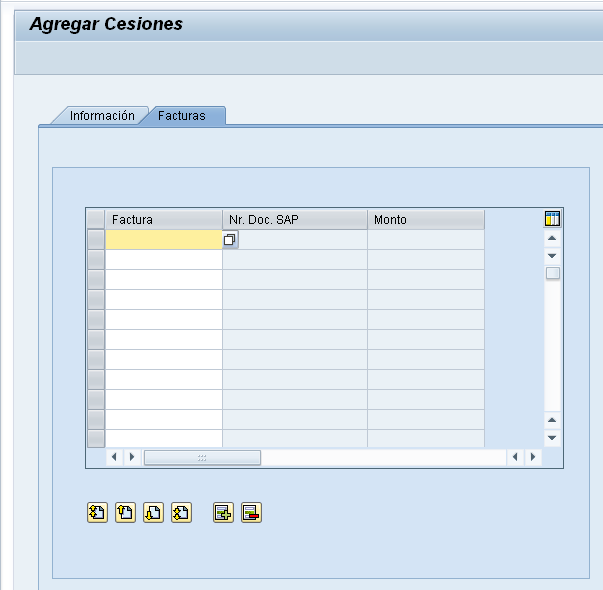 Agregar Cesiones
Información Facturas
Factura Nr. Doc. SAP Monto